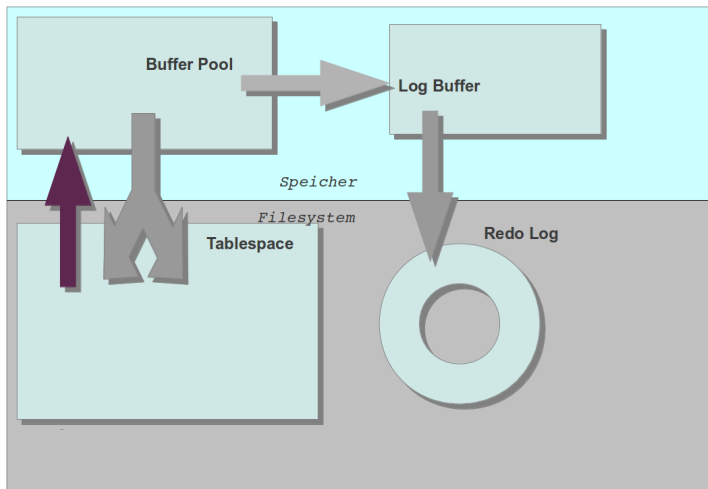 Buffer Pool
Log Buffer
Speicher
Filesystem
Tablespace
Redo Log